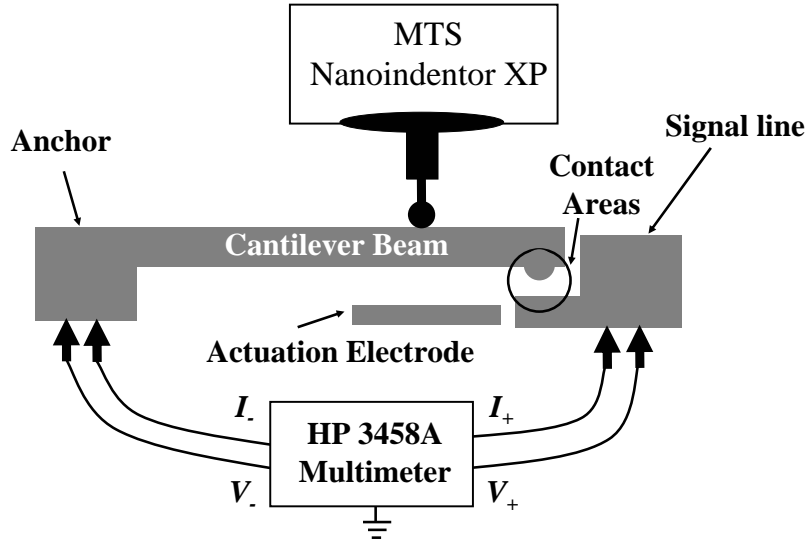 MTS
Nanoindentor XP
Signal line
Anchor
Contact
Areas
Cantilever Beam
Actuation Electrode
I-
I+
HP 3458A
Multimeter
V-
V+